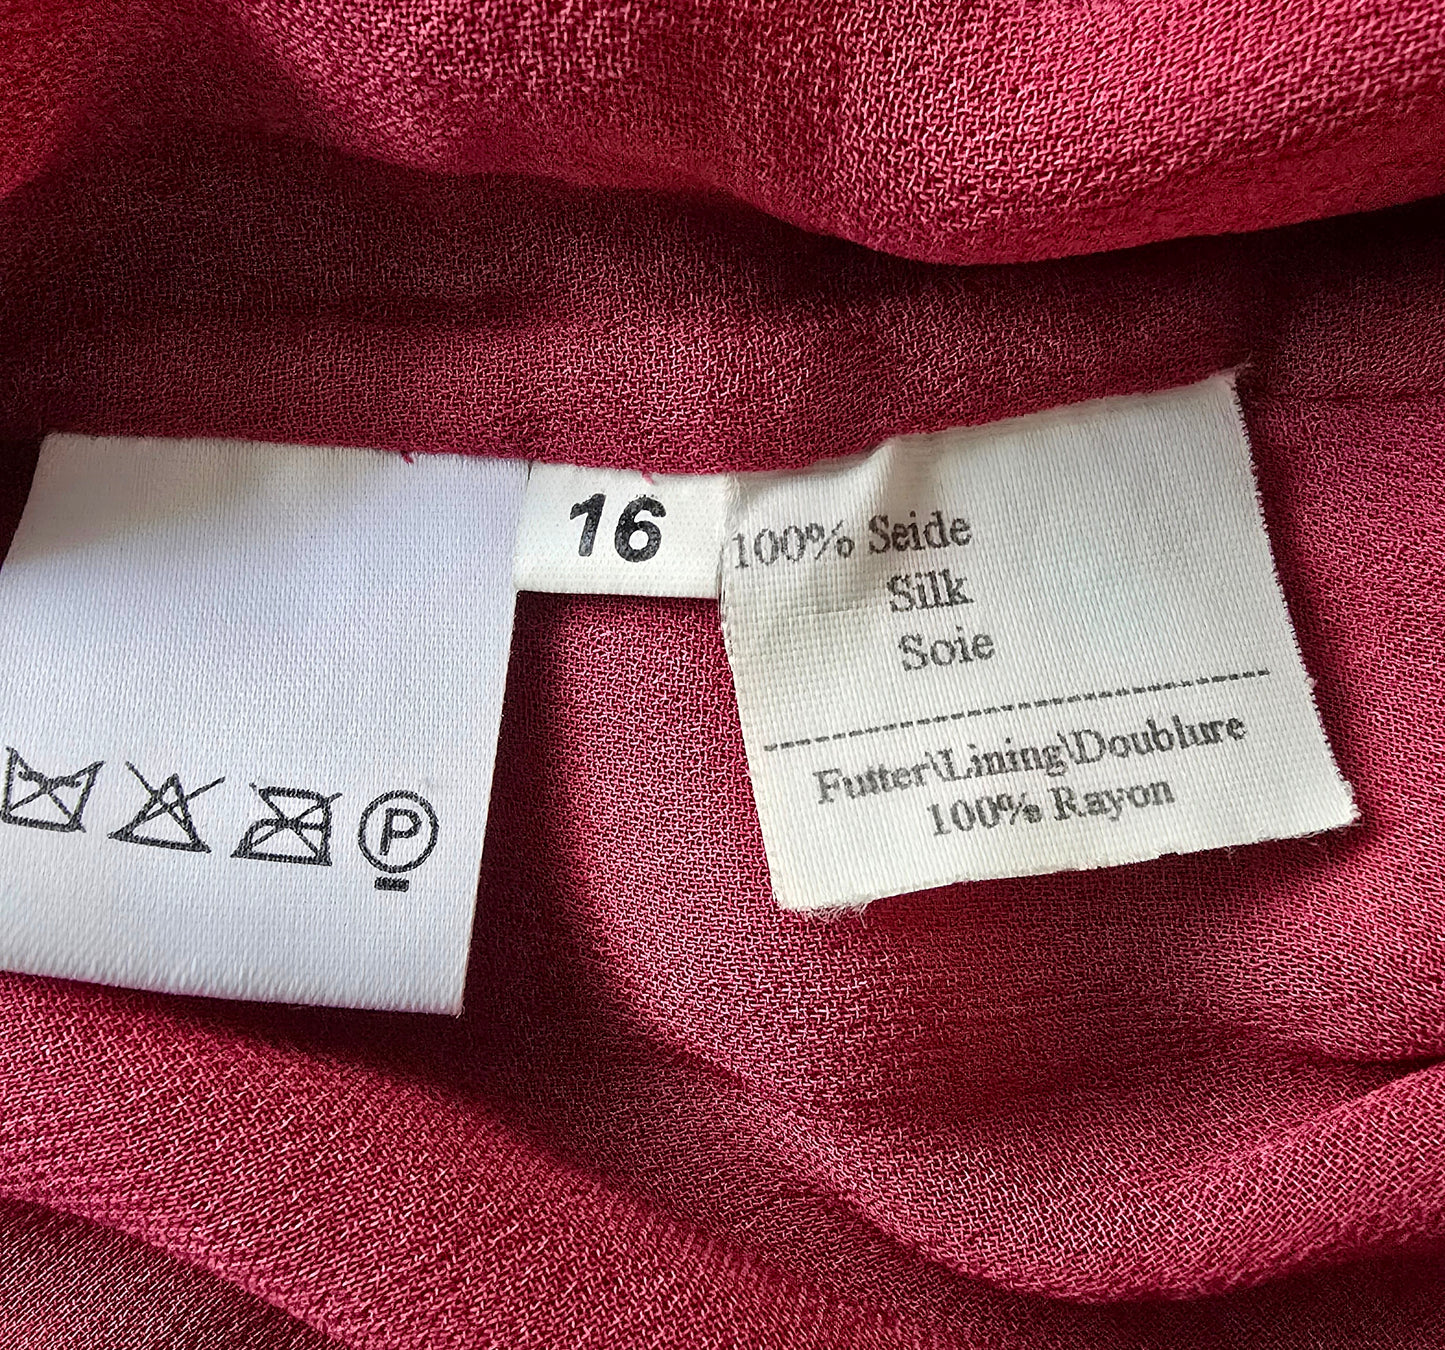 16
100% Seide
Silk
Soie
Futter\Lining\Doublure
100% Rayon
P